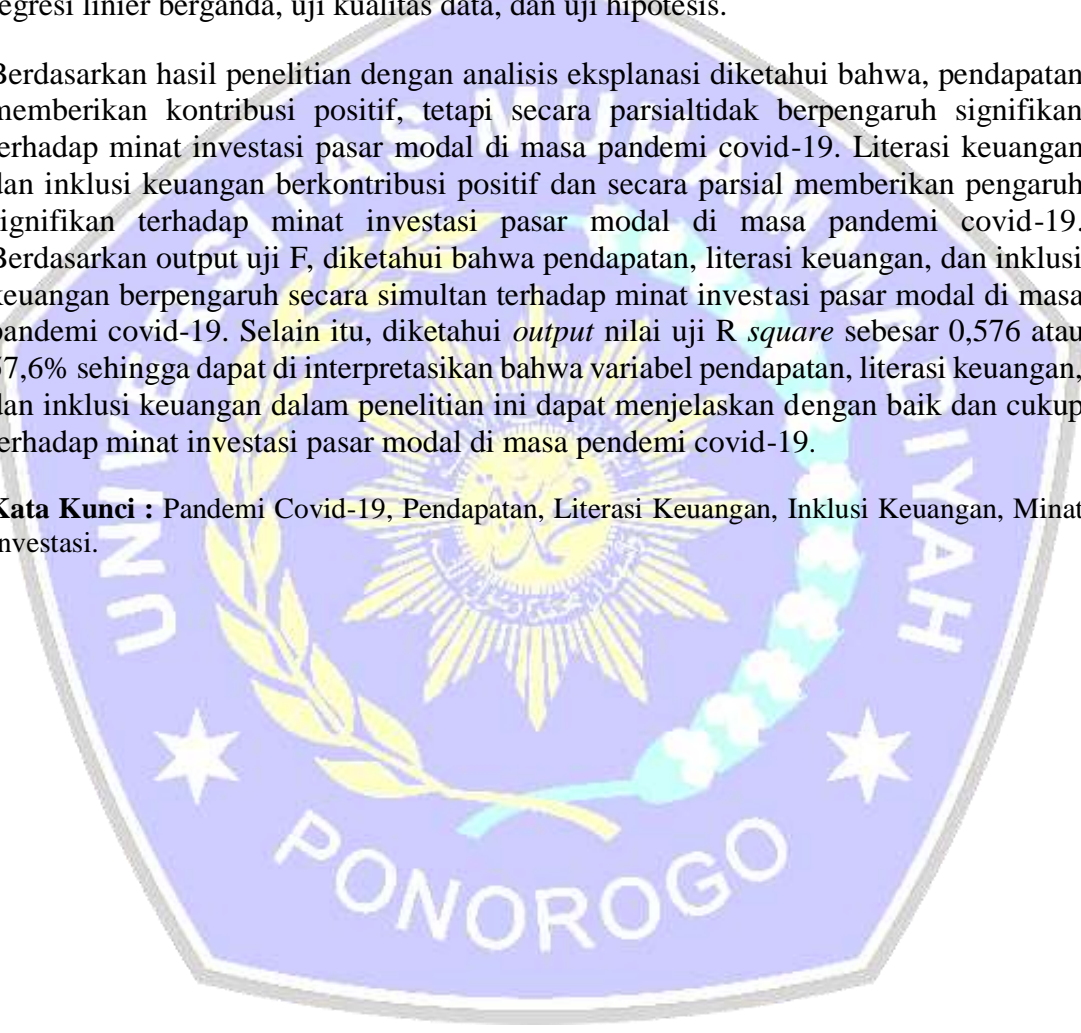 regresi linier berganda, uji kualitas data, dan uji hipotesis.
Berdasarkan hasil penelitian dengan analisis eksplanasi diketahui bahwa, pendapatan
memberikan kontribusi positif, tetapi secara parsialtidak berpengaruh signifikan
terhadap minat investasi pasar modal di masa pandemi covid-19. Literasi keuangan
dan inklusi keuangan berkontribusi positif dan secara parsial memberikan pengaruh
signifikan terhadap minat investasi pasar modal di masa pandemi covid-19.
Berdasarkan output uji F, diketahui bahwa pendapatan, literasi keuangan, dan inklusi
keuangan berpengaruh secara simultan terhadap minat investasi pasar modal di masa
pandemi covid-19. Selain itu, diketahui output nilai uji R square sebesar 0,576 atau
57,6% sehingga dapat di interpretasikan bahwa variabel pendapatan, literasi keuangan,
dan inklusi keuangan dalam penelitian ini dapat menjelaskan dengan baik dan cukup
terhadap minat investasi pasar modal di masa pendemi covid-19.
Kata Kunci : Pandemi Covid-19, Pendapatan, Literasi Keuangan, Inklusi Keuangan, Minat
Investasi.
UNIVERSITAS MUHAMMADIYAH
PONOROGO